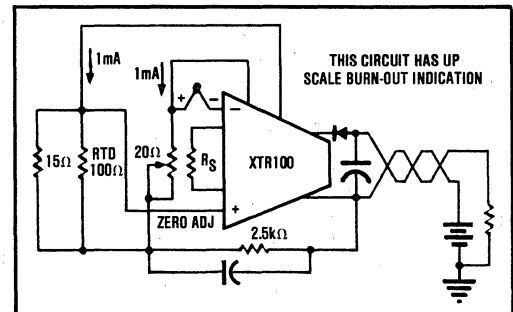 1mA
1mA
THIS CIRCUIT HAS UP
SCALE BURN-OUT INDICATION
+ -
-
15Ω
RTD
100Ω
20Ω
RS
XTR100
+
ZERO ADJ
2.5kΩ